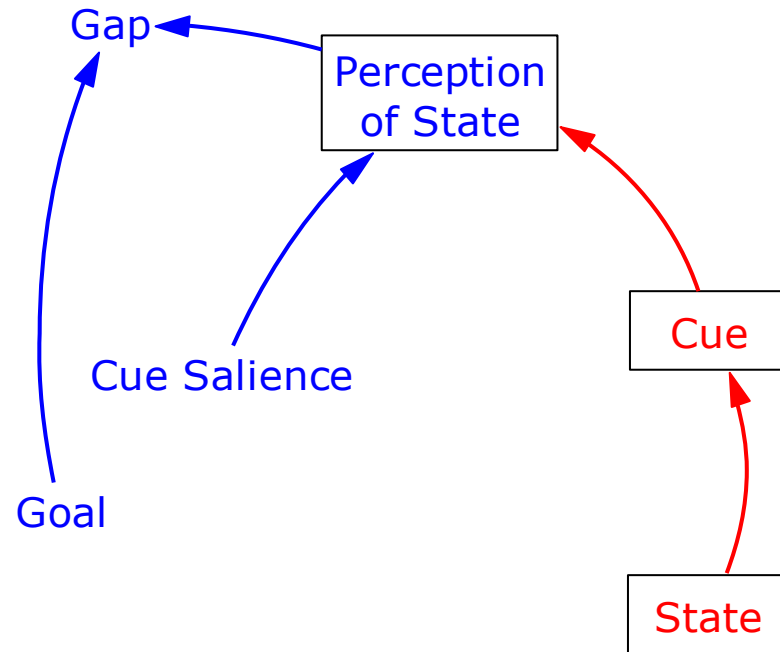 Gap
Perception
of State
Cue
Cue Salience
Goal
State